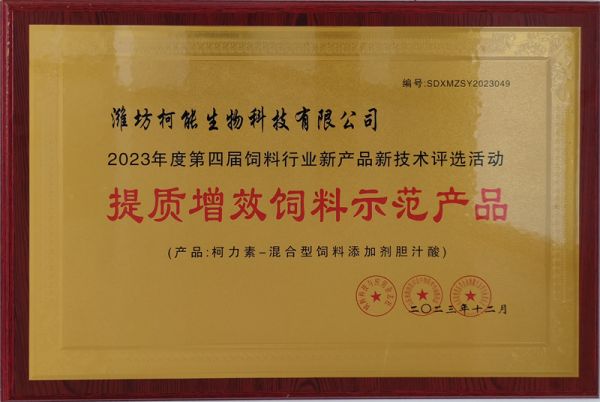 编号:SDXMZSY2023049
潍坊柯能生物科技有限公司
2023年度第四届饲料行业新产品新技术评选活动
提质增效饲料示范产品
(产品:柯力素-混合型饲料添加剂胆汁酸)
二〇二三年十二月